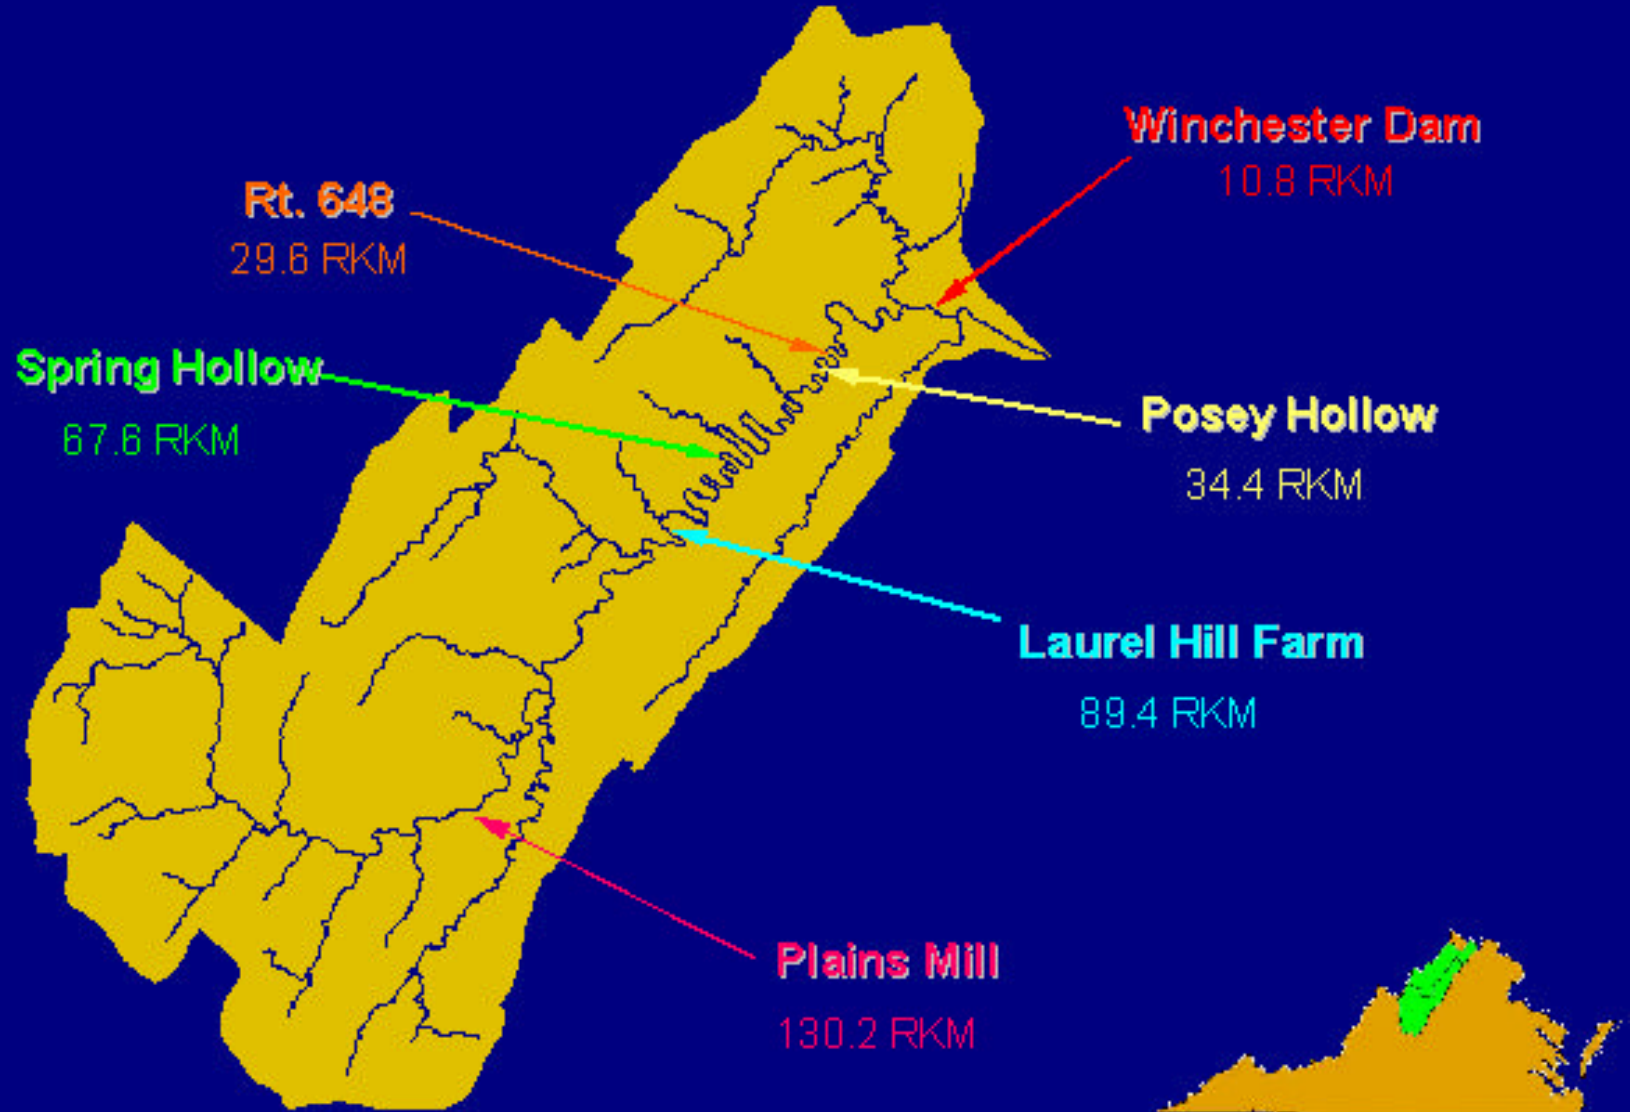 Winchester Dam
10.8 RKM
Rt. 648
29.6 RKM
Spring Hollow
67.6 RKM
Posey Hollow
34.4 RKM
Laurel Hill Farm
89.4 RKM
Plains Mill
130.2 RKM